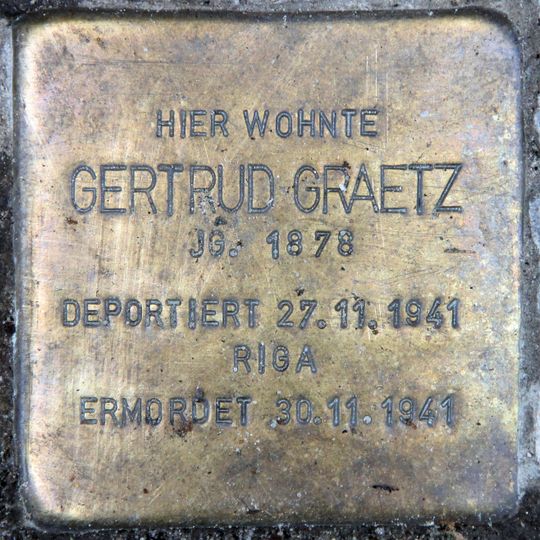 HIER WOHNTE
GERTRUD GRAETZ
JG. 1878
DEPORTIERT 27.11.1941
RIGA
ERMORDET 30.11.1941